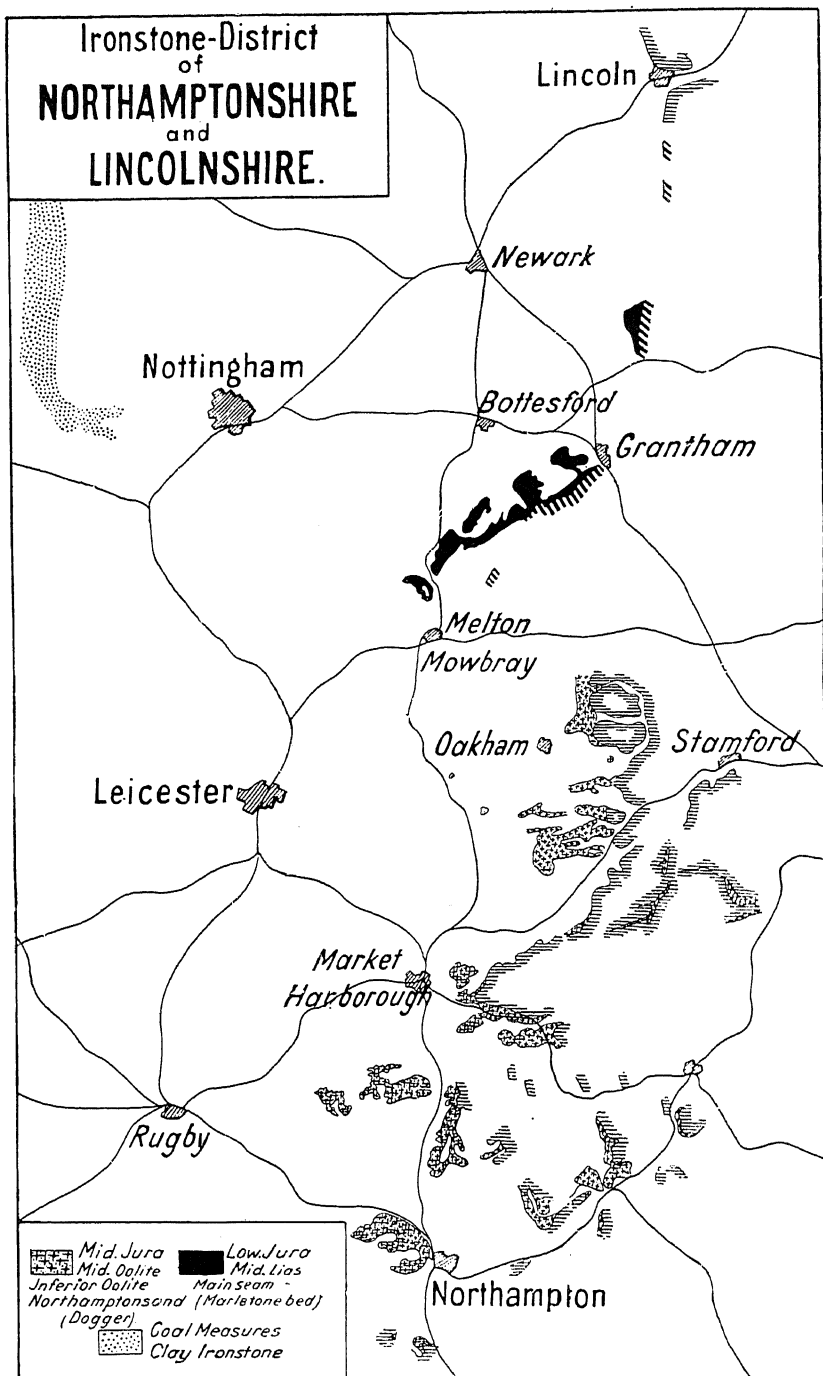 Ironstone-District
of
NORTHAMPTONSHIRE
and
LINCOLNSHIRE.
Lincoln
Newark
Nottingham
Bottesford
Grantham
Melton
Mowbray
Oakham
Stamford
Leicester
Market
Harborough
Rugby
Northampton
Mid. Jura
Mid. Oolite
Jnferior Oolite
Northamptonsand
(Dogger)
Low. Jura
Mid. Lias
Main seam -
(Marlstone bed)
Coal Measures
Clay Ironstone